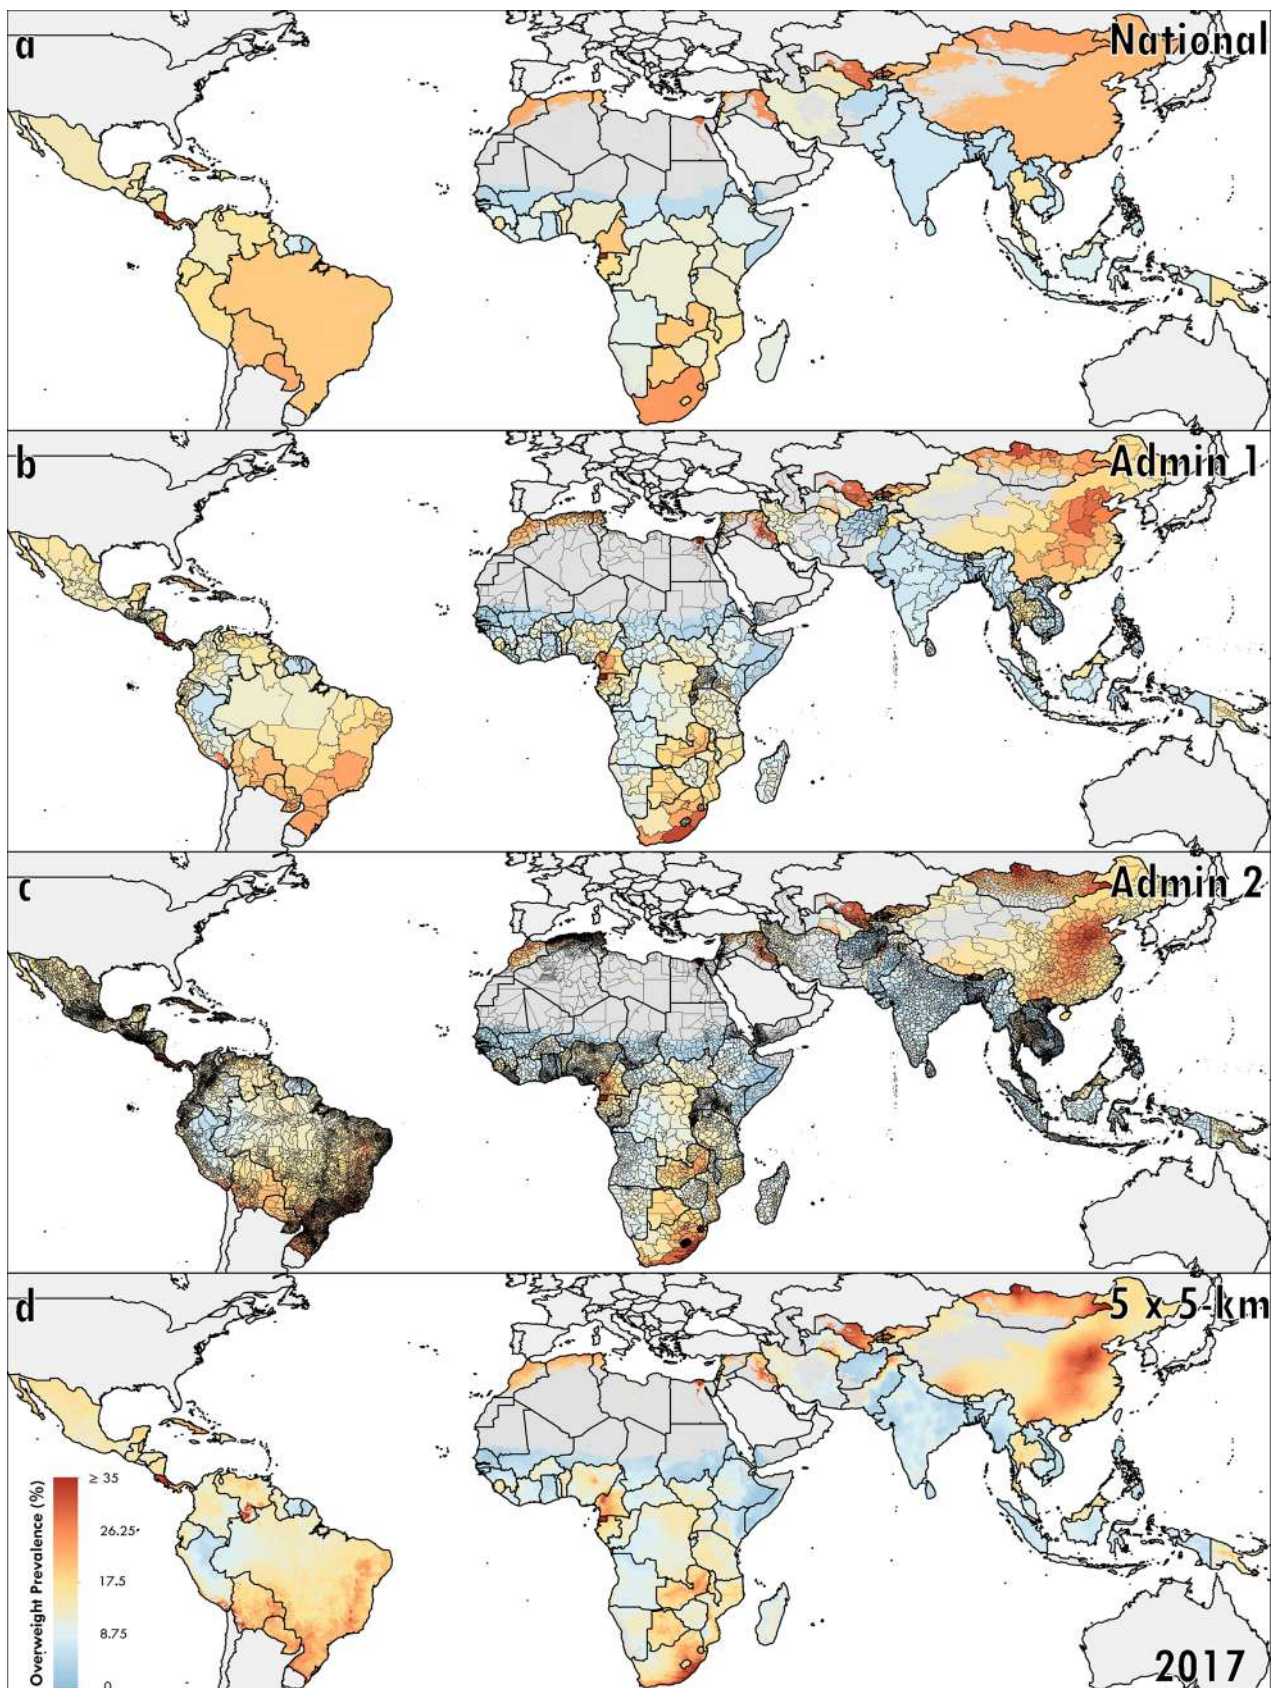 a
National
b
Admin 1
c
Admin 2
d
5 x 5-km
Overweight Prevalence (%)
≥ 35
26.25
17.5
8.75
0
2017